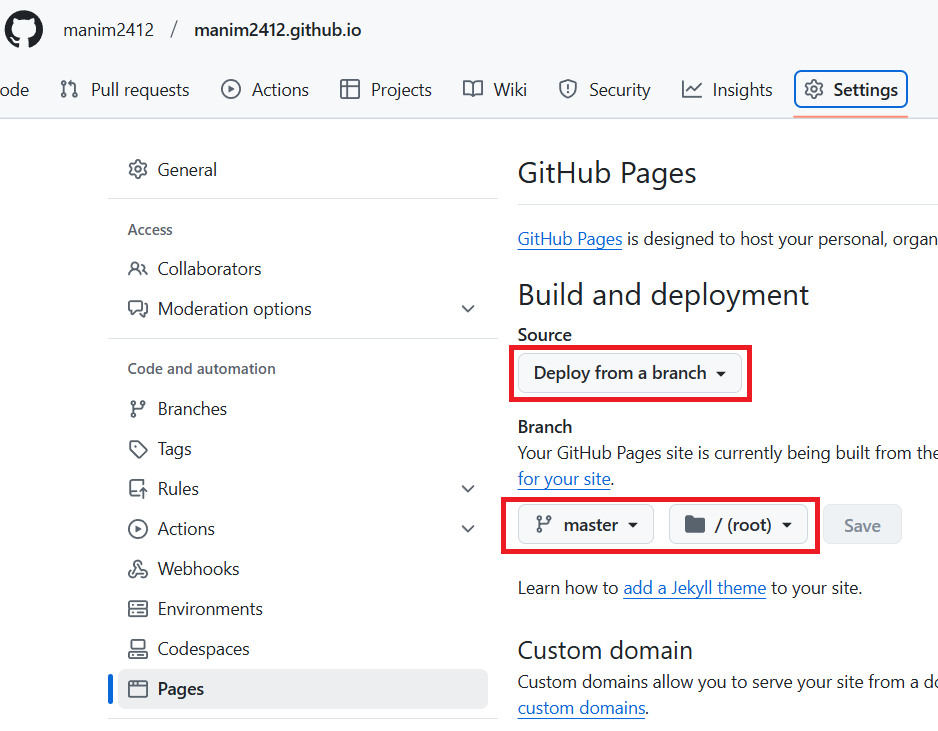 manim2412 / manim2412.github.io
ode Pull requests Actions Projects Wiki Security Insights Settings
General
Access
Collaborators
Moderation options
Code and automation
Branches
Tags
Rules
Actions
Webhooks
Environments
Codespaces
Pages
GitHub Pages
GitHub Pages is designed to host your personal, organ
Build and deployment
Source
Deploy from a branch
Branch
Your GitHub Pages site is currently being built from the
for your site.
master / (root) Save
Learn how to add a Jekyll theme to your site.
Custom domain
Custom domains allow you to serve your site from a do
custom domains.